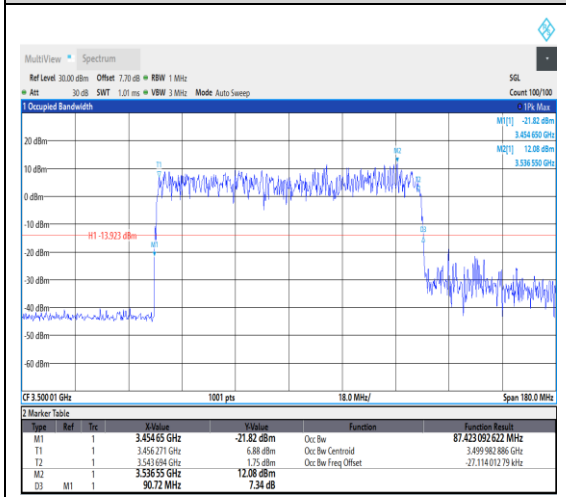 MultiView Spectrum
Ref Level 30.00 dBm Offset 7.70 dB RBW 1 MHz SGL
Att 30 dB SWT 1.01 ms VBW 3 MHz Mode Auto Sweep Count 100/100
1 Occupied Bandwidth 1Pk Max
M1[1] -21.82 dBm
3.454 650 GHz
M2[1] 12.08 dBm
3.536 550 GHz
20 dBm
M2
T1
10 dBm
T2
0 dBm
-10 dBm
D3
H1 -13.923 dBm
M1
-20 dBm
-30 dBm
-40 dBm
-50 dBm
-60 dBm
CF 3.500 01 GHz 1001 pts 18.0 MHz/ Span 180.0 MHz
2 Marker Table
Type Ref Trc X-Value Y-Value Function Function Result
M1 1 3.454 65 GHz -21.82 dBm Occ Bw 87.423 092 622 MHz
T1 1 3.456 271 GHz 6.88 dBm Occ Bw Centroid 3.499 982 886 GHz
T2 1 3.543 694 GHz 1.75 dBm Occ Bw Freq Offset -27.114 012 79 kHz
M2 1 3.536 55 GHz 12.08 dBm
D3 M1 1 90.72 MHz 7.34 dB